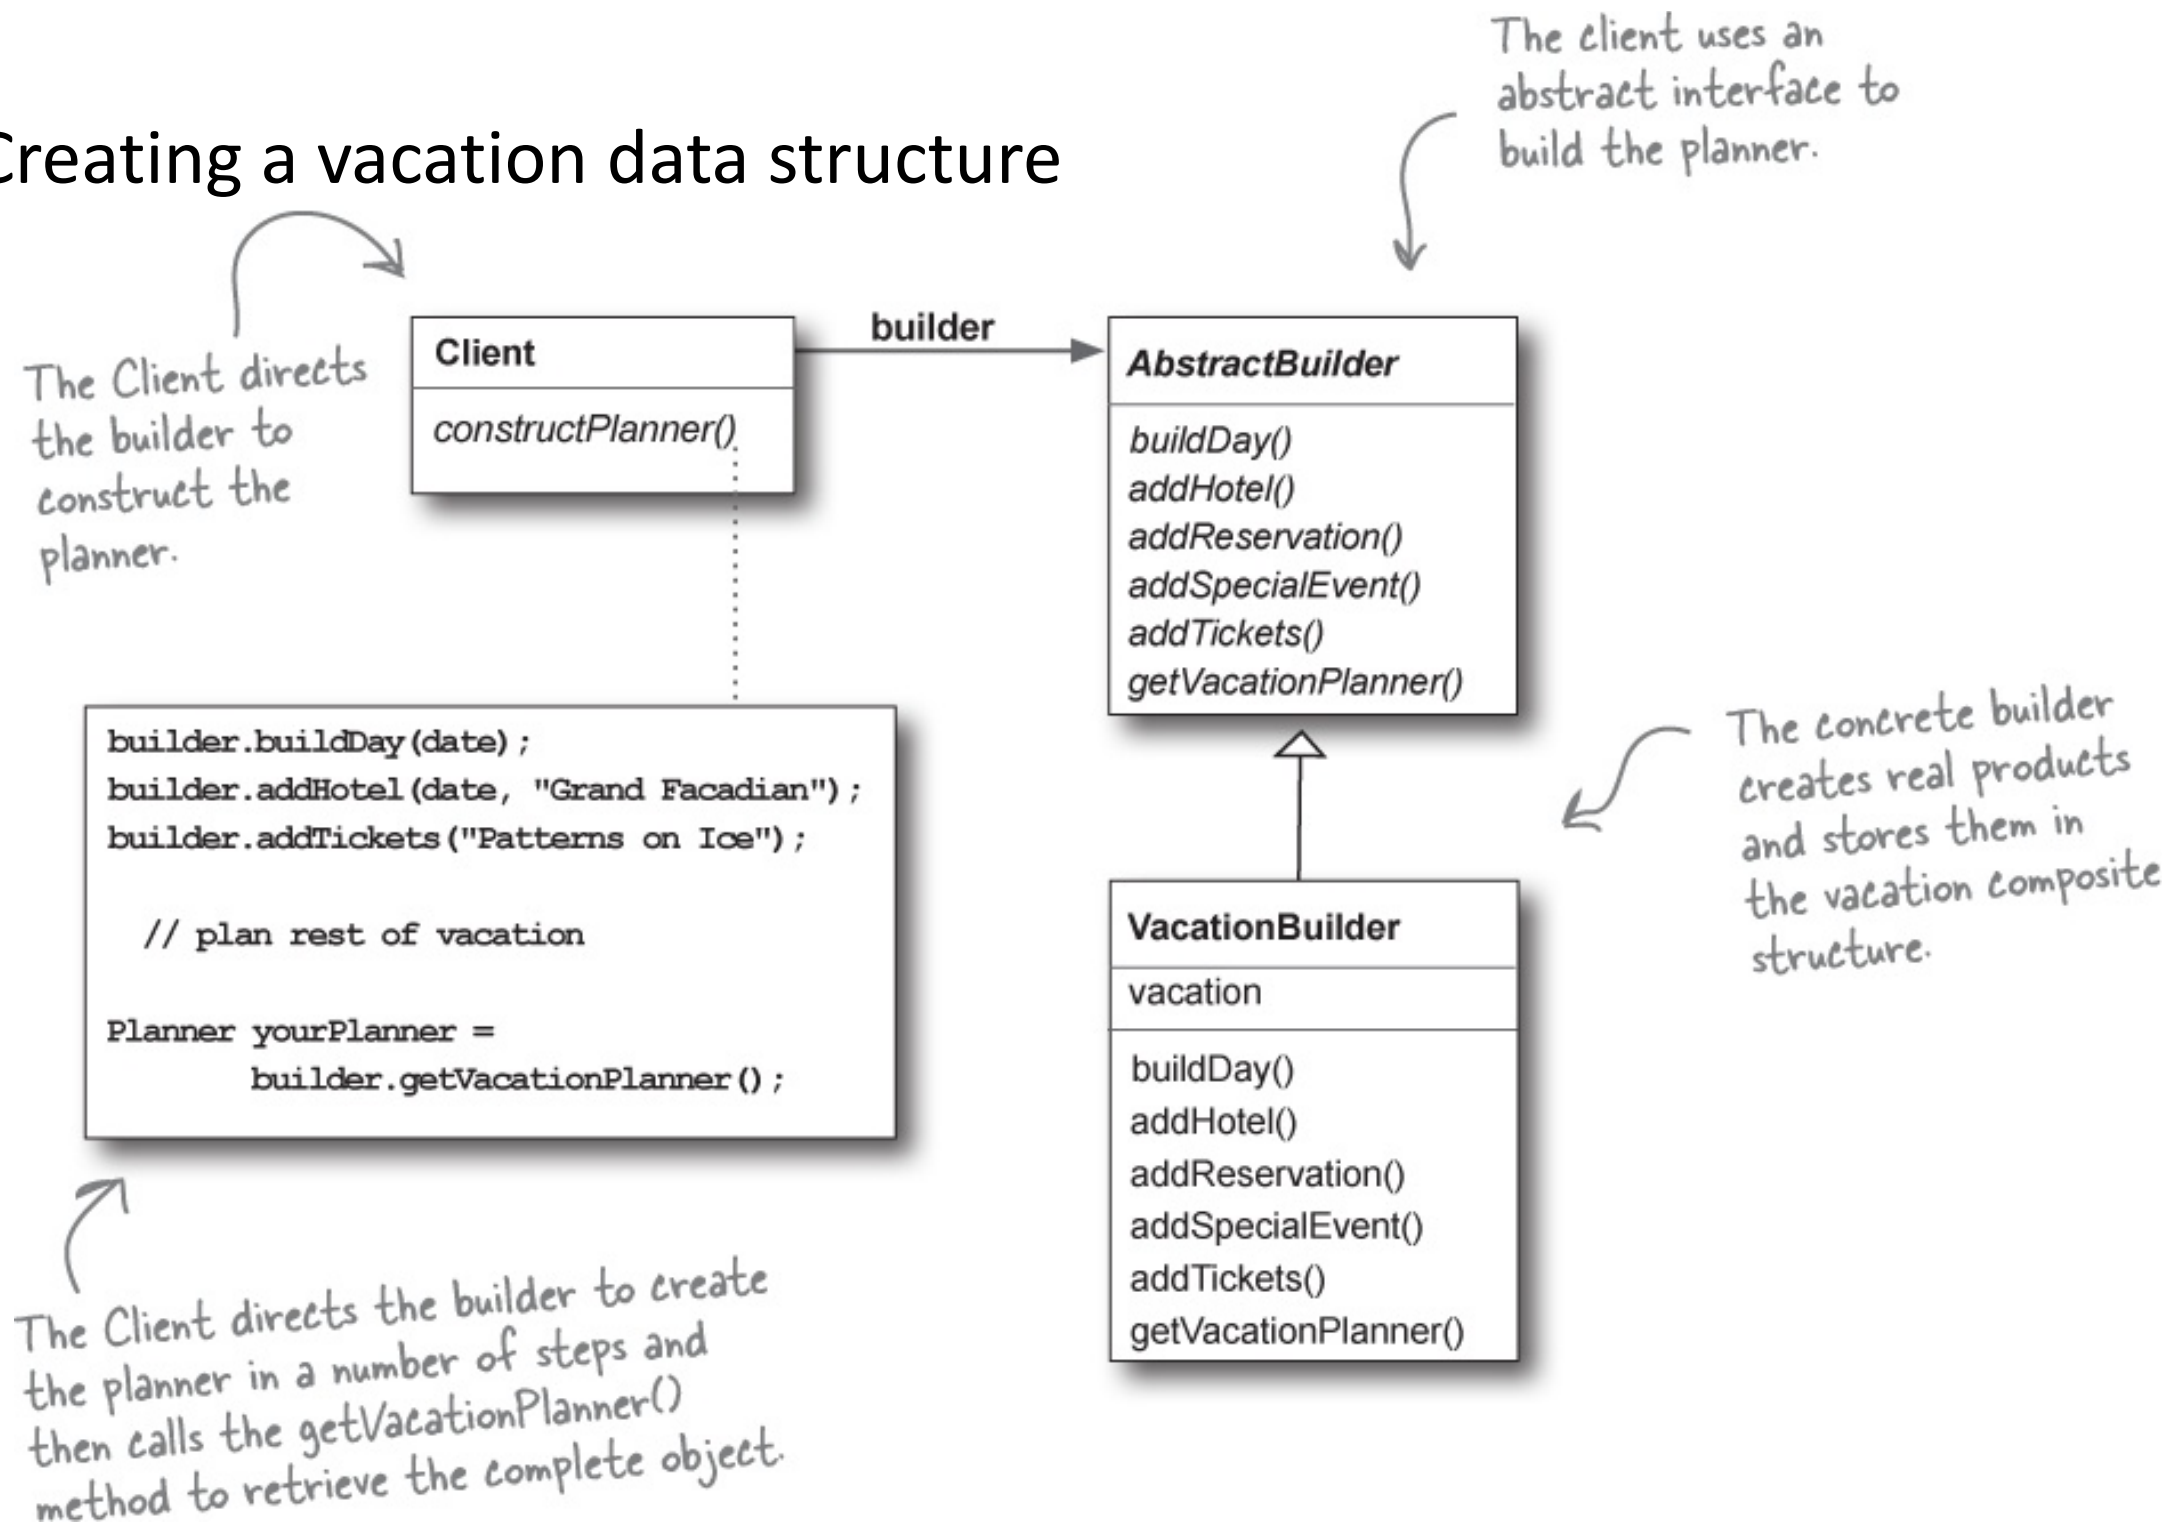 Creating a vacation data structure
The client uses an
abstract interface to
build the planner.
The Client directs
the builder to
construct the
planner.
Client
constructPlanner()
builder
AbstractBuilder
buildDay()
addHotel()
addReservation()
addSpecialEvent()
addTickets()
getVacationPlanner()
builder.buildDay(date);
builder.addHotel(date, "Grand Facadian");
builder.addTickets("Patterns on Ice");
// plan rest of vacation
Planner yourPlanner =
builder.getVacationPlanner();
The concrete builder
creates real products
and stores them in
the vacation composite
structure.
VacationBuilder
vacation
buildDay()
addHotel()
addReservation()
addSpecialEvent()
addTickets()
getVacationPlanner()
The Client directs the builder to create
the planner in a number of steps and
then calls the getVacationPlanner()
method to retrieve the complete object.